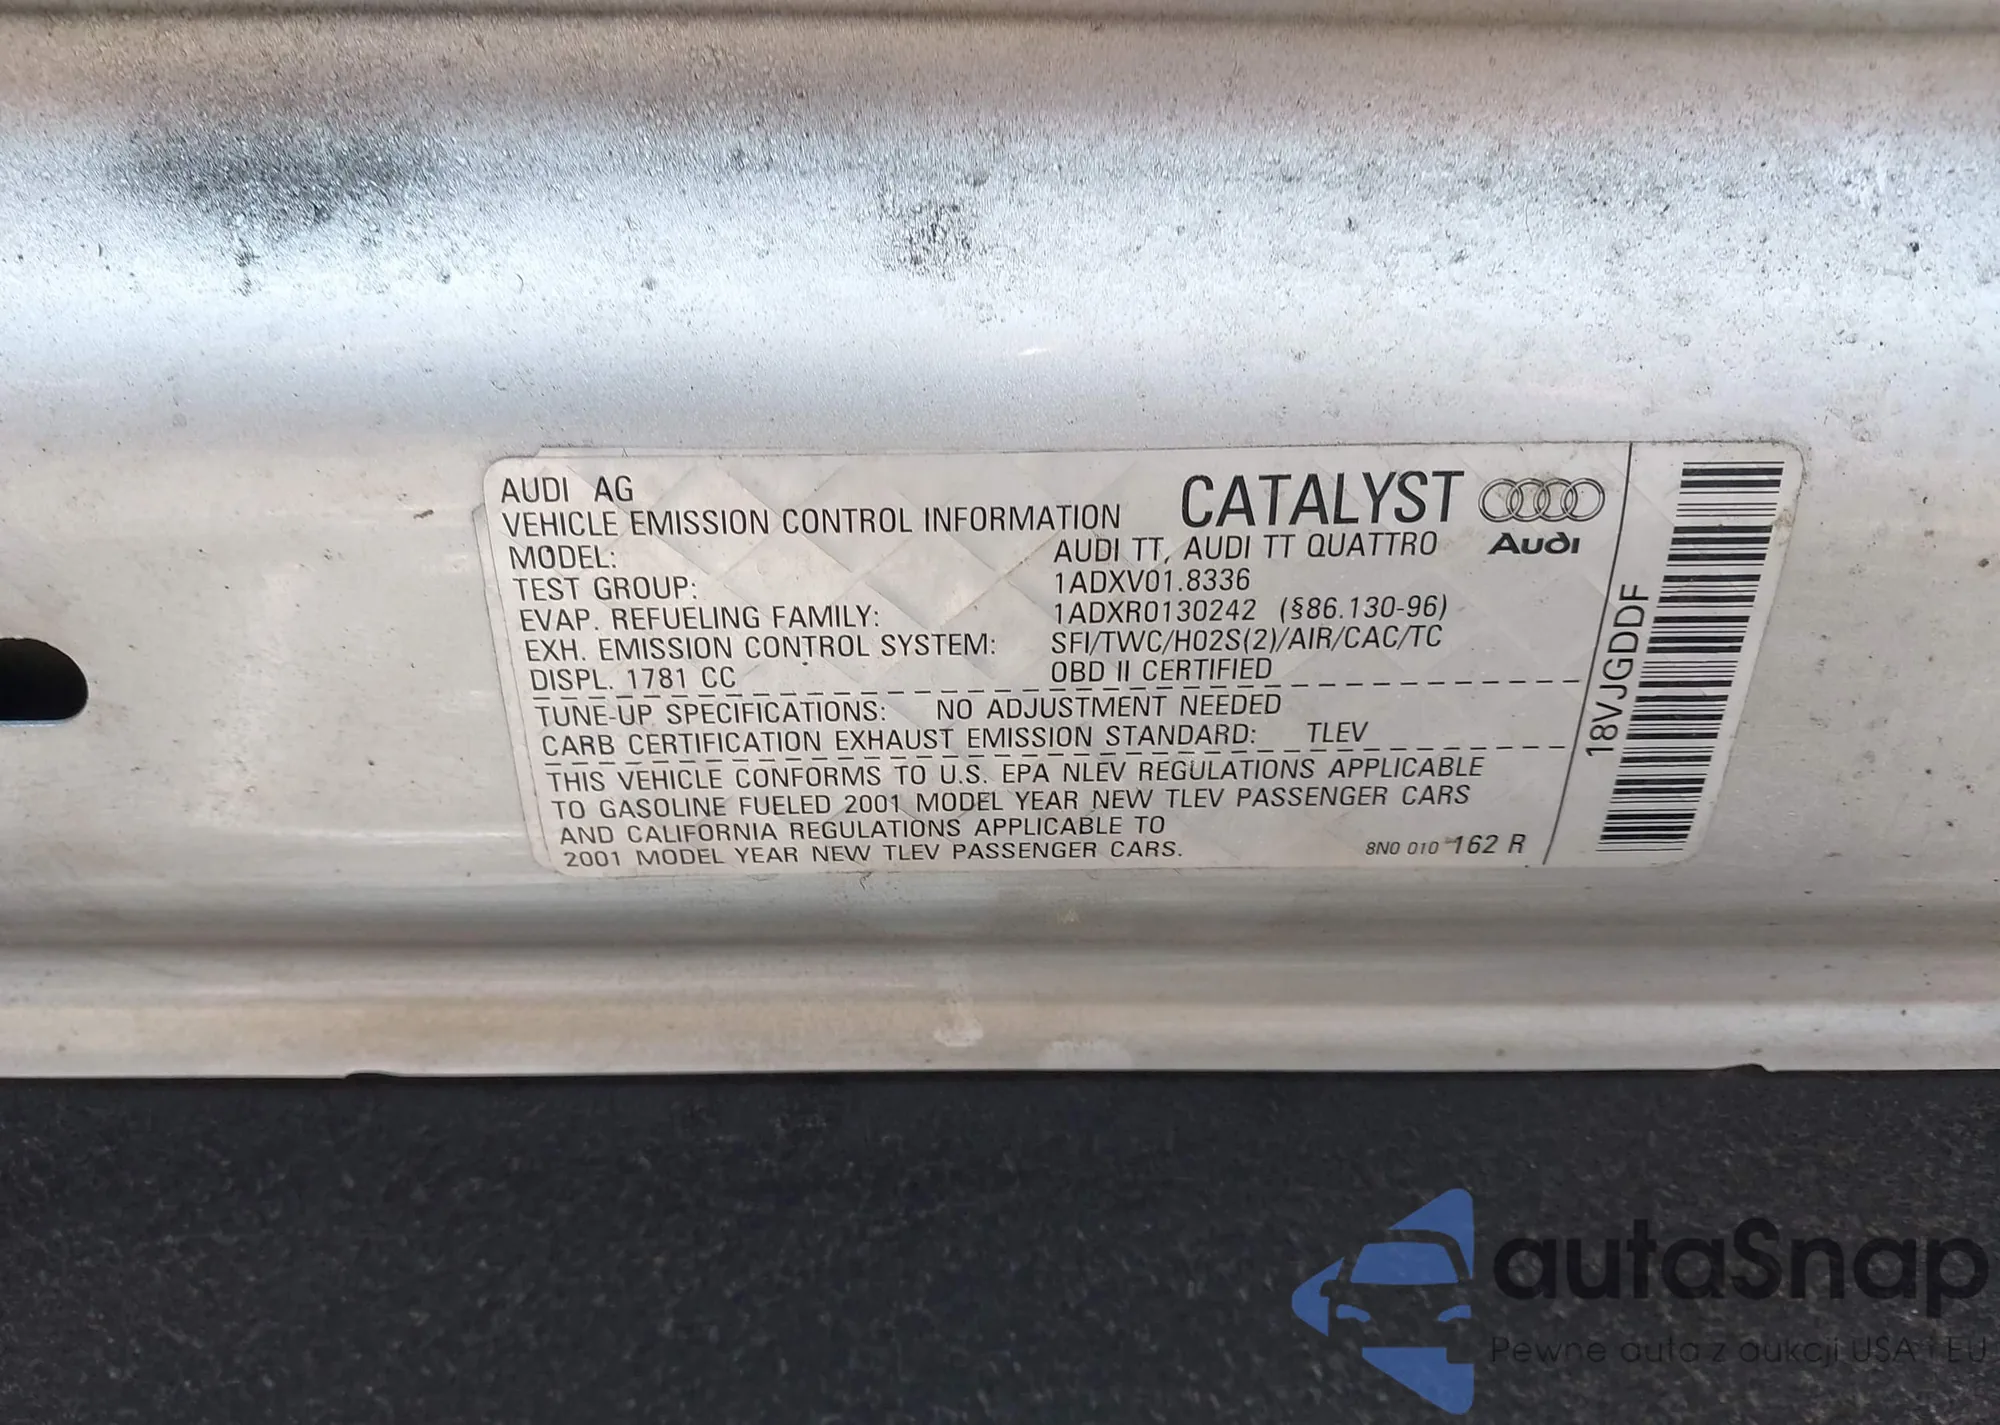 AUDI AG
VEHICLE EMISSION CONTROL INFORMATION
CATALYST
Audi
MODEL: AUDI TT, AUDI TT QUATTRO
TEST GROUP: 1ADXV01.8336
EVAP. REFUELING FAMILY: 1ADXR0130242 (§86.130-96)
EXH. EMISSION CONTROL SYSTEM: SFI/TWC/HO2S(2)/AIR/CAC/TC
DISPL. 1781 CC OBD II CERTIFIED
TUNE-UP SPECIFICATIONS: NO ADJUSTMENT NEEDED
CARB CERTIFICATION EXHAUST EMISSION STANDARD: TLEV
THIS VEHICLE CONFORMS TO U.S. EPA NLEV REGULATIONS APPLICABLE
TO GASOLINE FUELED 2001 MODEL YEAR NEW TLEV PASSENGER CARS
AND CALIFORNIA REGULATIONS APPLICABLE TO
2001 MODEL YEAR NEW TLEV PASSENGER CARS.
8N0 010 162 R
18VJGDDF
autaSnap
Pewne auta z aukcji USA i EU